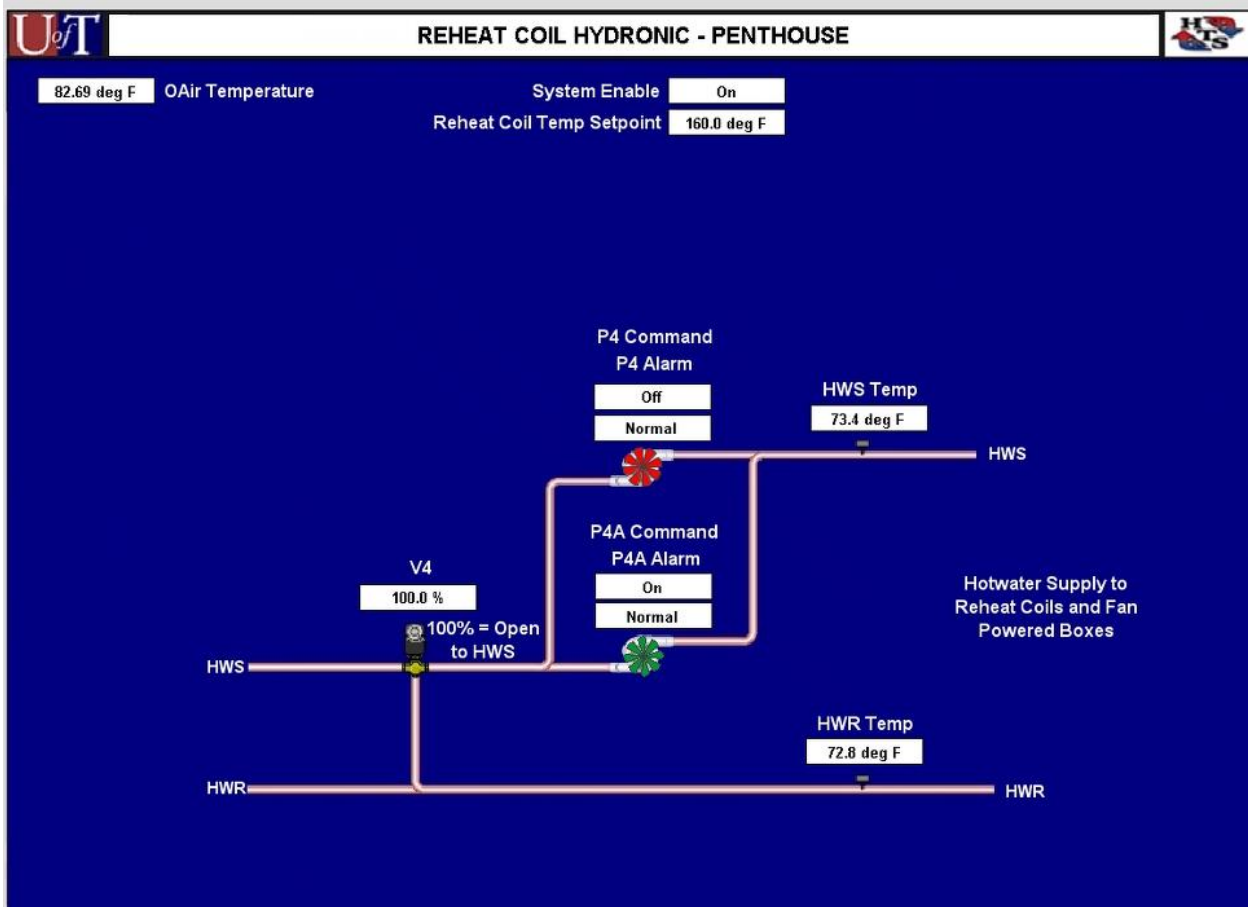 UofT
REHEAT COIL HYDRONIC - PENTHOUSE
HTS
82.69 deg F OAir Temperature
System Enable On
Reheat Coil Temp Setpoint 160.0 deg F
P4 Command
P4 Alarm
Off
Normal
HWS Temp
73.4 deg F
HWS
P4A Command
P4A Alarm
On
Normal
V4
100.0 %
100% = Open
to HWS
HWS
Hotwater Supply to
Reheat Coils and Fan
Powered Boxes
HWR Temp
72.8 deg F
HWR
HWR